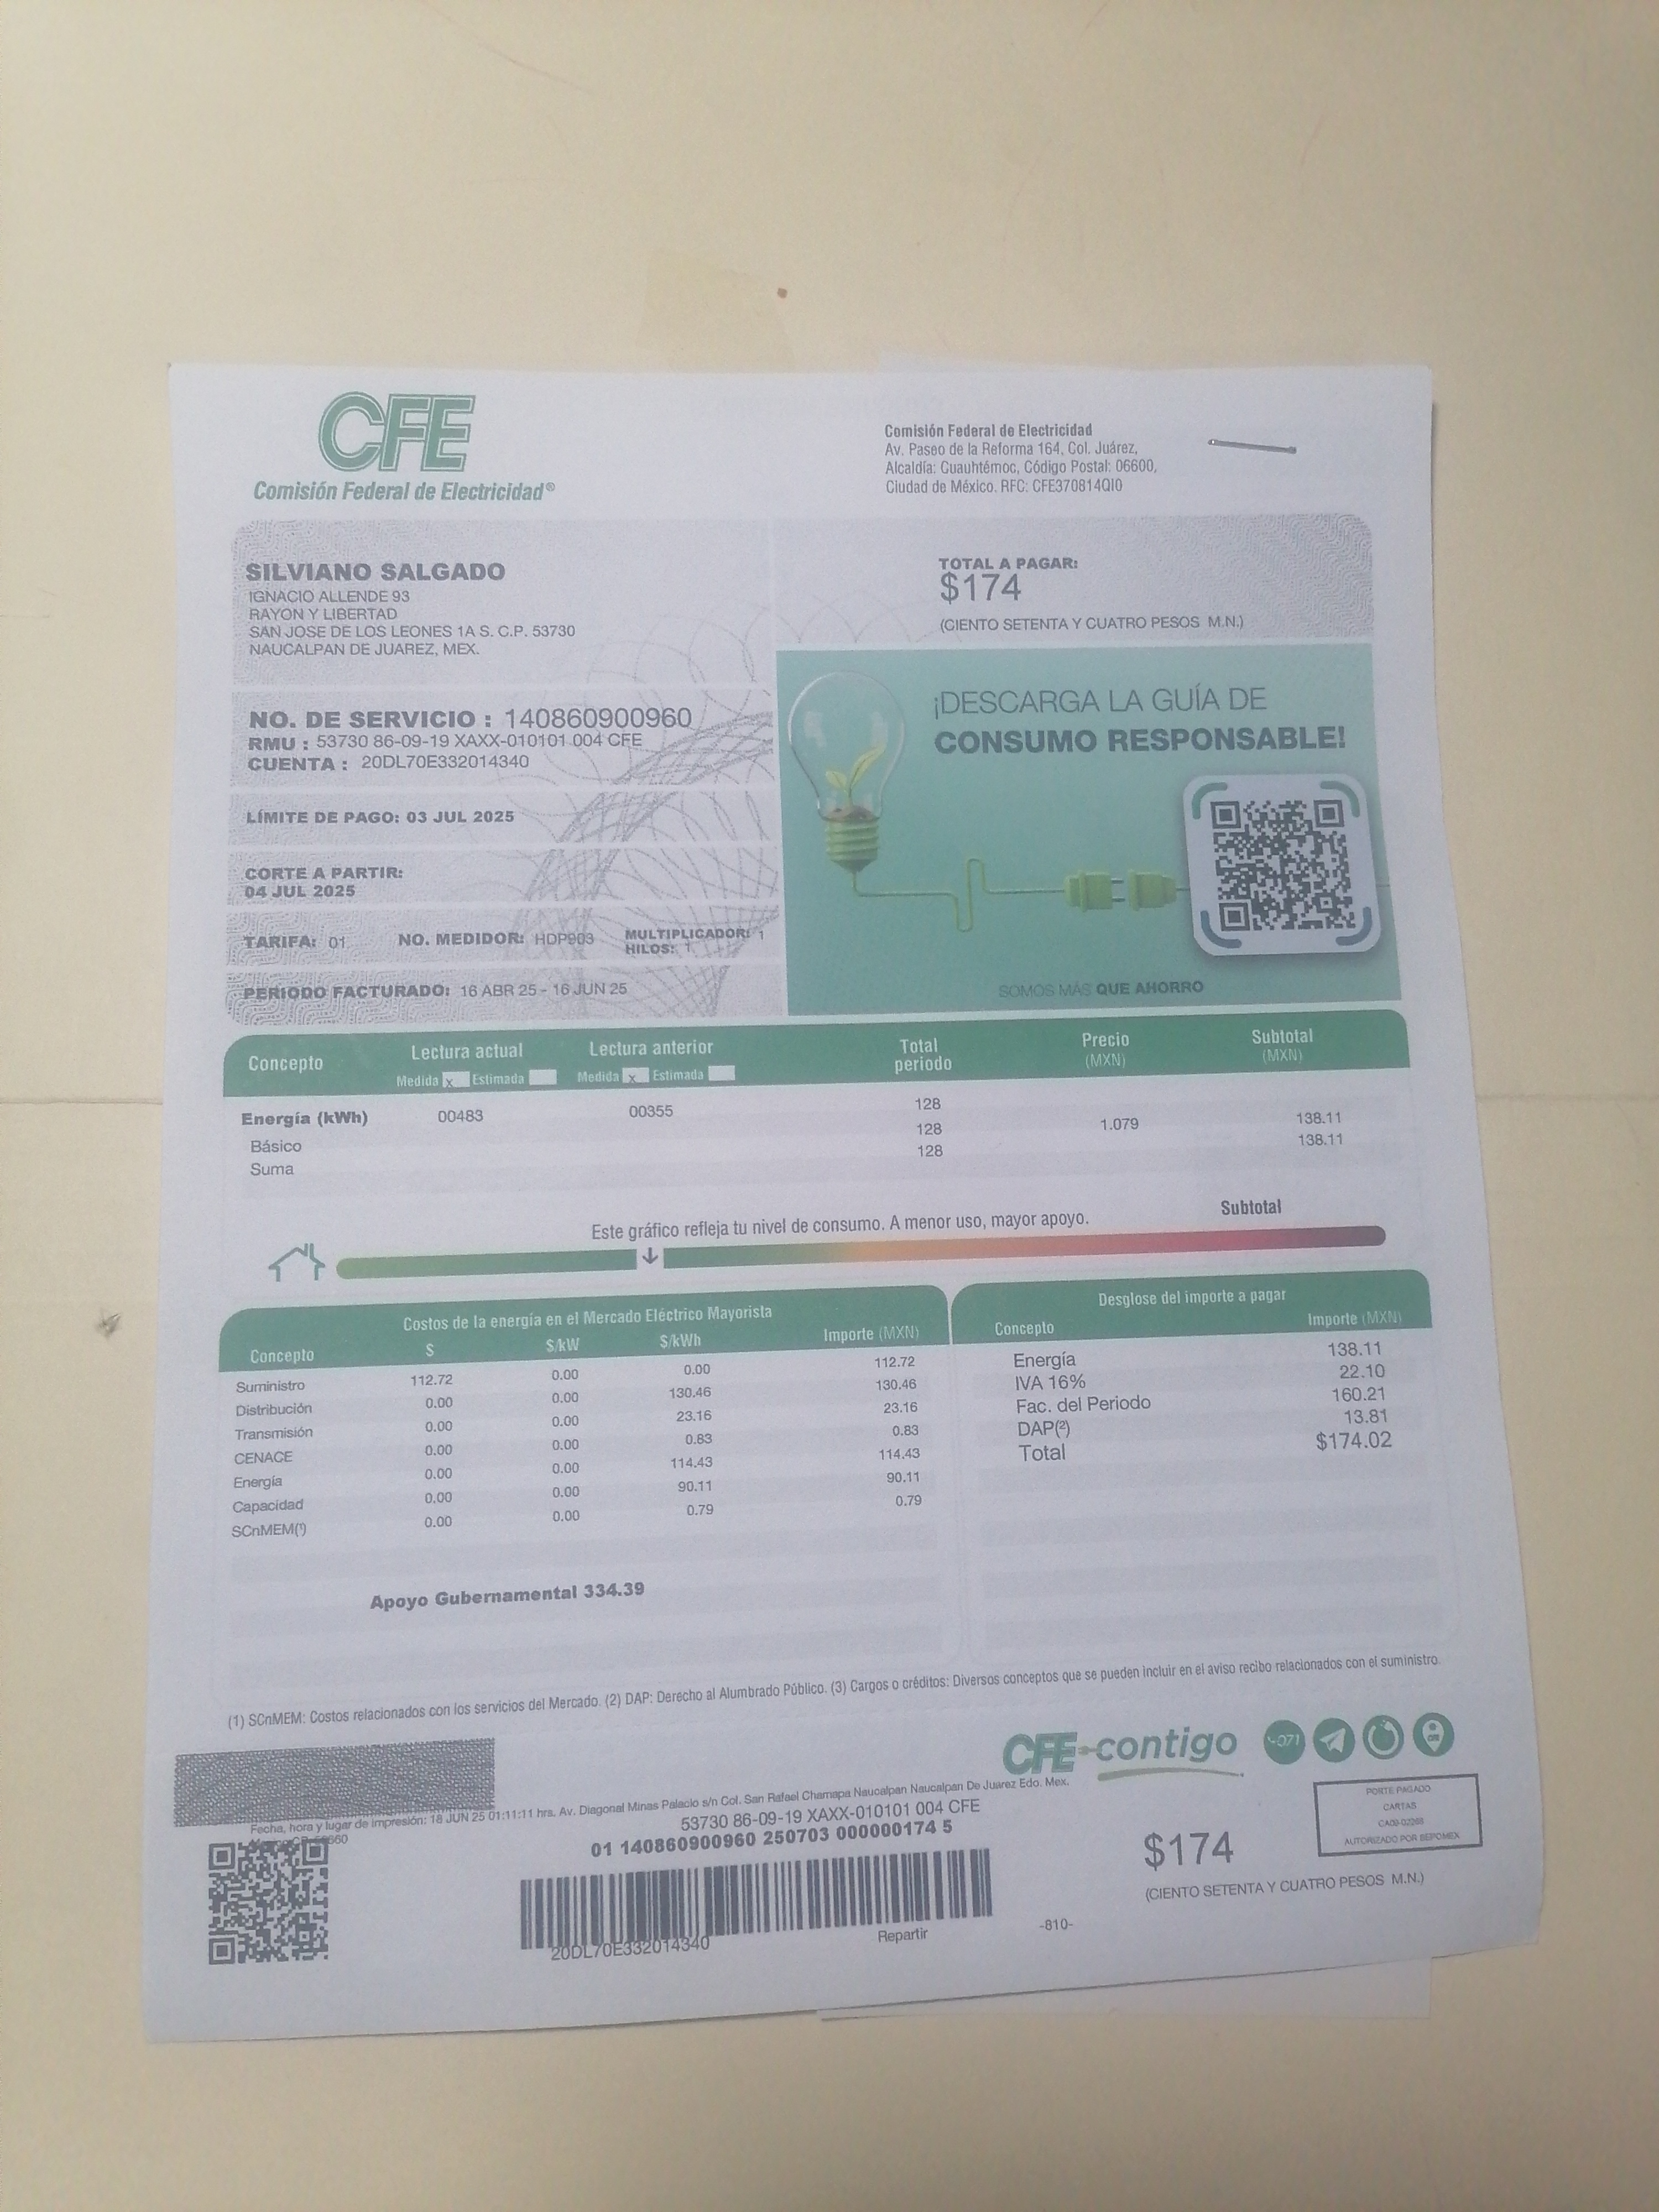 CFE
Comisión Federal de Electricidad®
Comisión Federal de Electricidad
Av. Paseo de la Reforma 164, Col. Juárez,
Alcaldía: Cuauhtémoc, Código Postal: 06600,
Ciudad de México. RFC: CFE370814QI0
SILVIANO SALGADO
IGNACIO ALLENDE 93
RAYON Y LIBERTAD
SAN JOSE DE LOS LEONES 1A S. C.P. 53730
NAUCALPAN DE JUAREZ, MEX.
TOTAL A PAGAR:
$174
(CIENTO SETENTA Y CUATRO PESOS M.N.)
NO. DE SERVICIO : 140860900960
RMU : 53730 86-09-19 XAXX-010101 004 CFE
CUENTA : 20DL70E332014340
LÍMITE DE PAGO: 03 JUL 2025
CORTE A PARTIR:
04 JUL 2025
TARIFA: 01 NO. MEDIDOR: HDP903 MULTIPLICADOR: 1
HILOS: 1
PERIODO FACTURADO: 16 ABR 25 - 16 JUN 25
¡DESCARGA LA GUÍA DE
CONSUMO RESPONSABLE!
SOMOS MÁS QUE AHORRO
Concepto Lectura actual Lectura anterior Total periodo Precio (MXN) Subtotal (MXN)
Medida x Estimada Medida x Estimada
Energía (kWh) 00483 00355 128
Básico 128 1.079 138.11
Suma 128 138.11
Subtotal
Este gráfico refleja tu nivel de consumo. A menor uso, mayor apoyo.
Costos de la energía en el Mercado Eléctrico Mayorista
Concepto $ $/kW $/kWh Importe (MXN)
Suministro 112.72 0.00 0.00 112.72
Distribución 0.00 0.00 130.46 130.46
Transmisión 0.00 0.00 23.16 23.16
CENACE 0.00 0.00 0.83 0.83
Energía 0.00 0.00 114.43 114.43
Capacidad 0.00 0.00 90.11 90.11
SCnMEM(¹) 0.00 0.00 0.79 0.79
Apoyo Gubernamental 334.39
Desglose del importe a pagar
Concepto Importe (MXN)
Energía 138.11
IVA 16% 22.10
Fac. del Periodo 160.21
DAP(²) 13.81
Total $174.02
(1) SCnMEM: Costos relacionados con los servicios del Mercado. (2) DAP: Derecho al Alumbrado Público. (3) Cargos o créditos: Diversos conceptos que se pueden incluir en el aviso recibo relacionados con el suministro.
CFE contigo
071
Fecha, hora y lugar de impresión: 18 JUN 25 01:11:11 hrs. Av. Diagonal Minas Palacio s/n Col. San Rafael Chamapa Naucalpan Naucalpan De Juarez Edo. Mex.
53730 86-09-19 XAXX-010101 004 CFE
01 140860900960 250703 000000174 5
20DL70E332014340
Repartir
-810-
$174
(CIENTO SETENTA Y CUATRO PESOS M.N.)
PORTE PAGADO
CARTAS
AUTORIZADO POR SEPOMEX